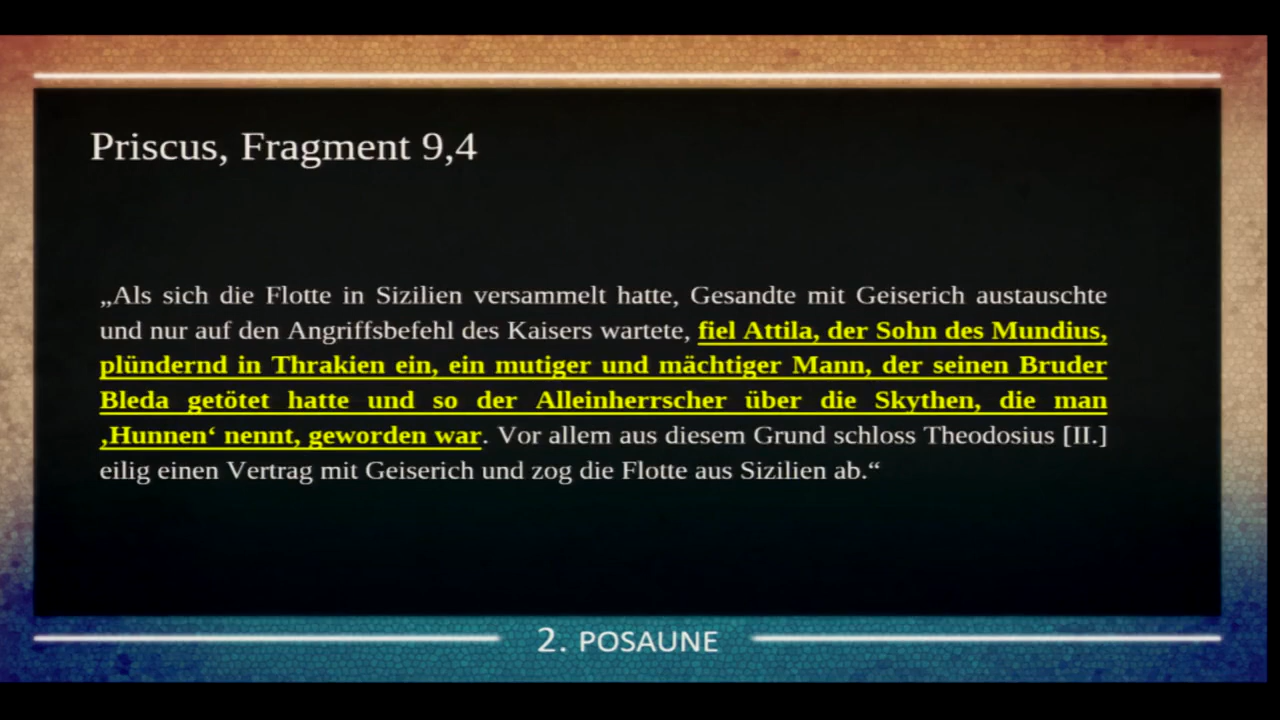 Priscus, Fragment 9,4
„Als sich die Flotte in Sizilien versammelt hatte, Gesandte mit Geiserich austauschte
und nur auf den Angriffsbefehl des Kaisers wartete, fiel Attila, der Sohn des Mundius,
plündernd in Thrakien ein, ein mutiger und mächtiger Mann, der seinen Bruder
Bleda getötet hatte und so der Alleinherrscher über die Skythen, die man
‚Hunnen‘ nennt, geworden war. Vor allem aus diesem Grund schloss Theodosius [II.]
eilig einen Vertrag mit Geiserich und zog die Flotte aus Sizilien ab.“
2. POSAUNE